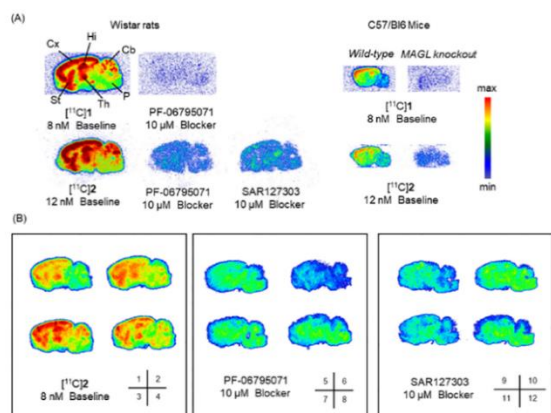 (A)
Wistar rats
C57/Bl6 Mice
Hi
Cx
Cb
Wild-type MAGL knockout
St
Th
P
max
[¹¹C]1
8 nM Baseline
PF-06795071
10 µM Blocker
[¹¹C]1
8 nM Baseline
min
[¹¹C]2
12 nM Baseline
PF-06795071
10 µM Blocker
SAR127303
10 µM Blocker
[¹¹C]2
12 nM Baseline
(B)
[¹¹C]2
8 nM Baseline
1 2
3 4
PF-06795071
10 µM Blocker
5 6
7 8
SAR127303
10 µM Blocker
9 10
11 12